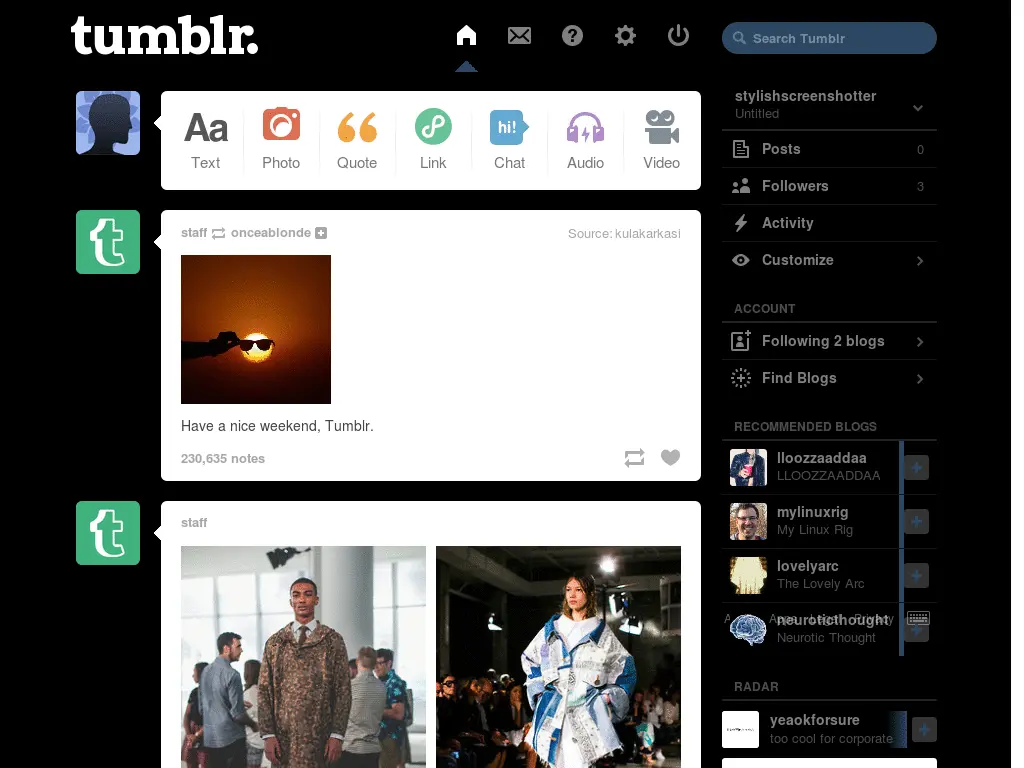 tumblr.
Search Tumblr
Aa
Text
Photo
Quote
Link
hi!
Chat
Audio
Video
staff onceablonde
Source: kulakarkasi
Have a nice weekend, Tumblr.
230,635 notes
staff
stylishscreenshotter
Untitled
Posts 0
Followers 3
Activity
Customize
ACCOUNT
Following 2 blogs
Find Blogs
RECOMMENDED BLOGS
lloozzaaddaa
LLOOZZAADDAA
mylinuxrig
My Linux Rig
lovelyarc
The Lovely Arc
neuroticthought
Neurotic Thought
RADAR
yeaokforsure
too cool for corporate